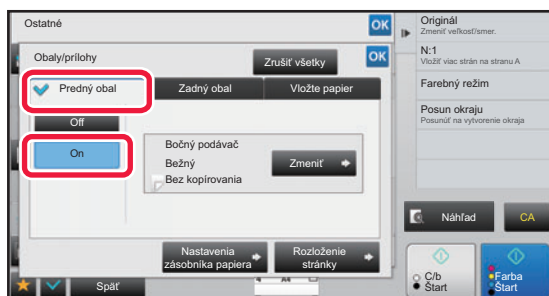 Ostatné
OK
Obaly/prílohy
Zrušiť všetky
OK
Predný obal
Zadný obal
Vložte papier
Off
On
Bočný podávač
Bežný
Bez kopírovania
Zmeniť
Nastavenia
zásobníka papiera
Rozloženie
stránky
Späť
A4
Originál
Zmeniť veľkosť/smer.
N:1
Vložiť viac strán na stranu A
Farebný režim
Posun okraju
Posunúť na vytvorenie okraja
Náhľad
CA
C/b
Štart
Farba
Štart